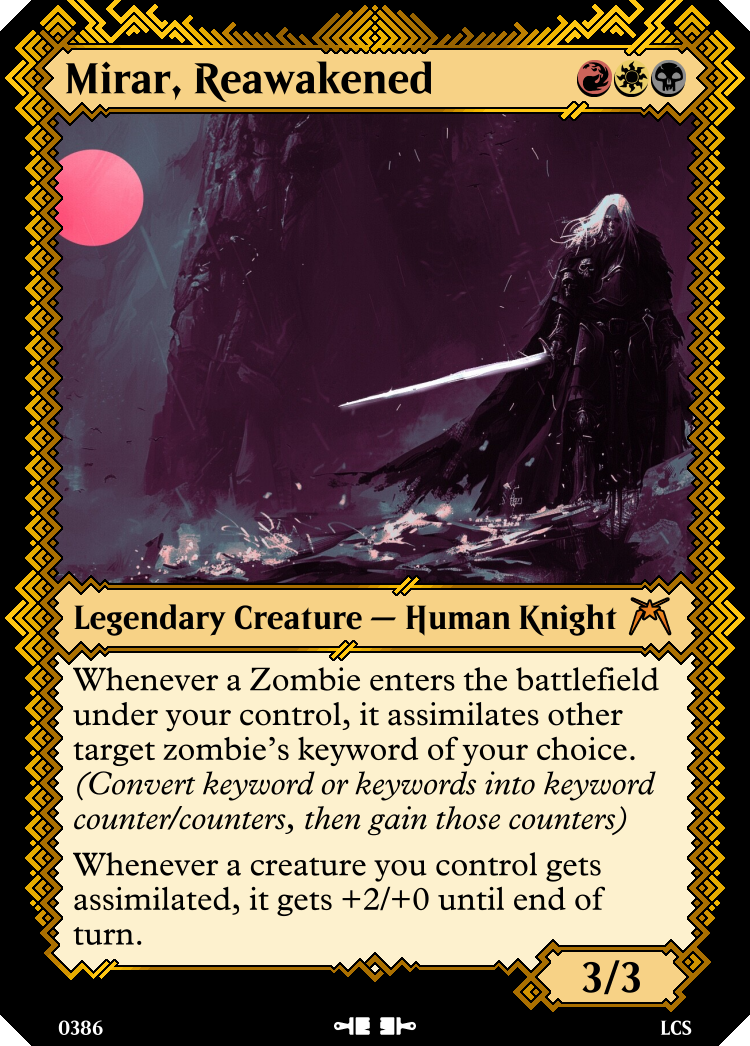 Mirar, Reawakened
Legendary Creature — Human Knight
Whenever a Zombie enters the battlefield
under your control, it assimilates other
target zombie's keyword of your choice.
(Convert keyword or keywords into keyword
counter/counters, then gain those counters)
Whenever a creature you control gets
assimilated, it gets +2/+0 until end of
turn.
3/3
0386
LCS